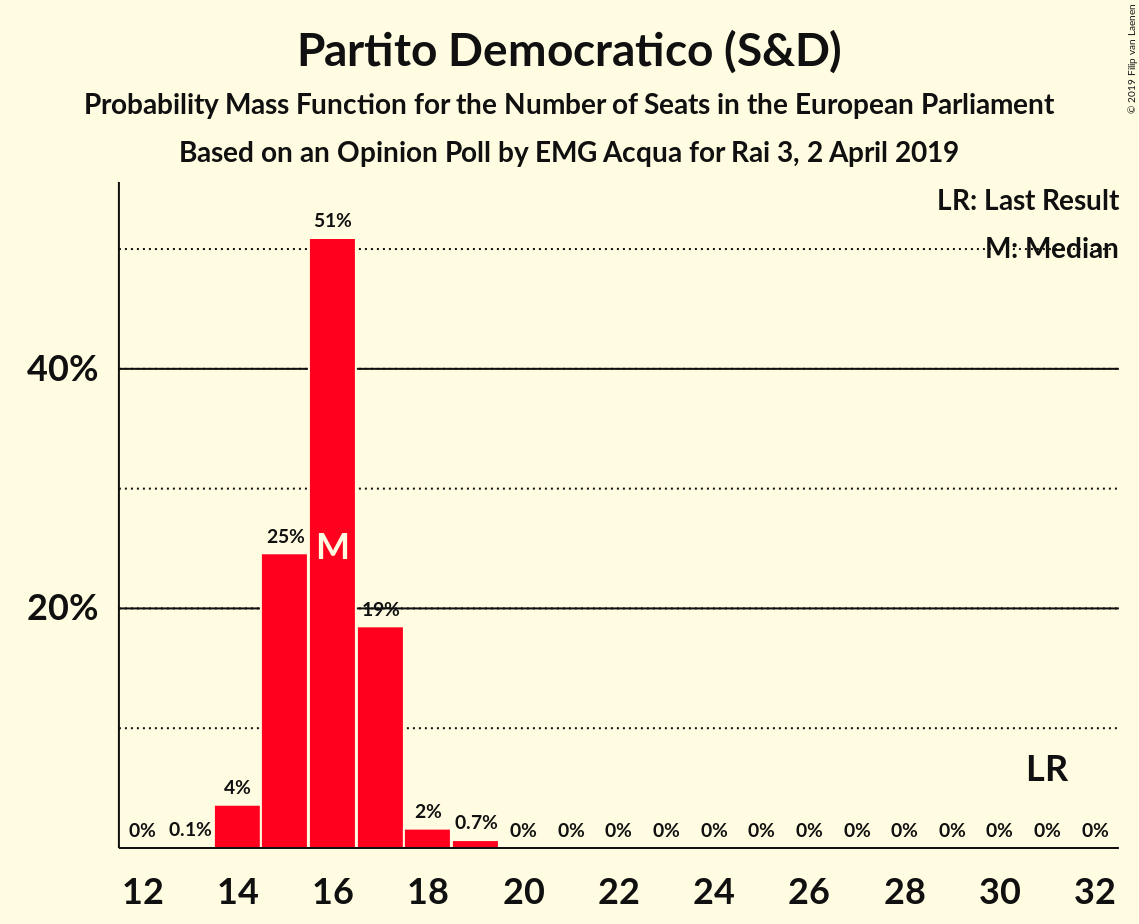 Partito Democratico (S&D)
Probability Mass Function for the Number of Seats in the European Parliament
Based on an Opinion Poll by EMG Acqua for Rai 3, 2 April 2019
© 2019 Filip van Laenen
LR: Last Result
M: Median
51%
40%
25%
M
20%
19%
LR
4%
2%
0% 0.1% 0.7% 0% 0% 0% 0% 0% 0% 0% 0% 0% 0% 0% 0% 0%
12 14 16 18 20 22 24 26 28 30 32